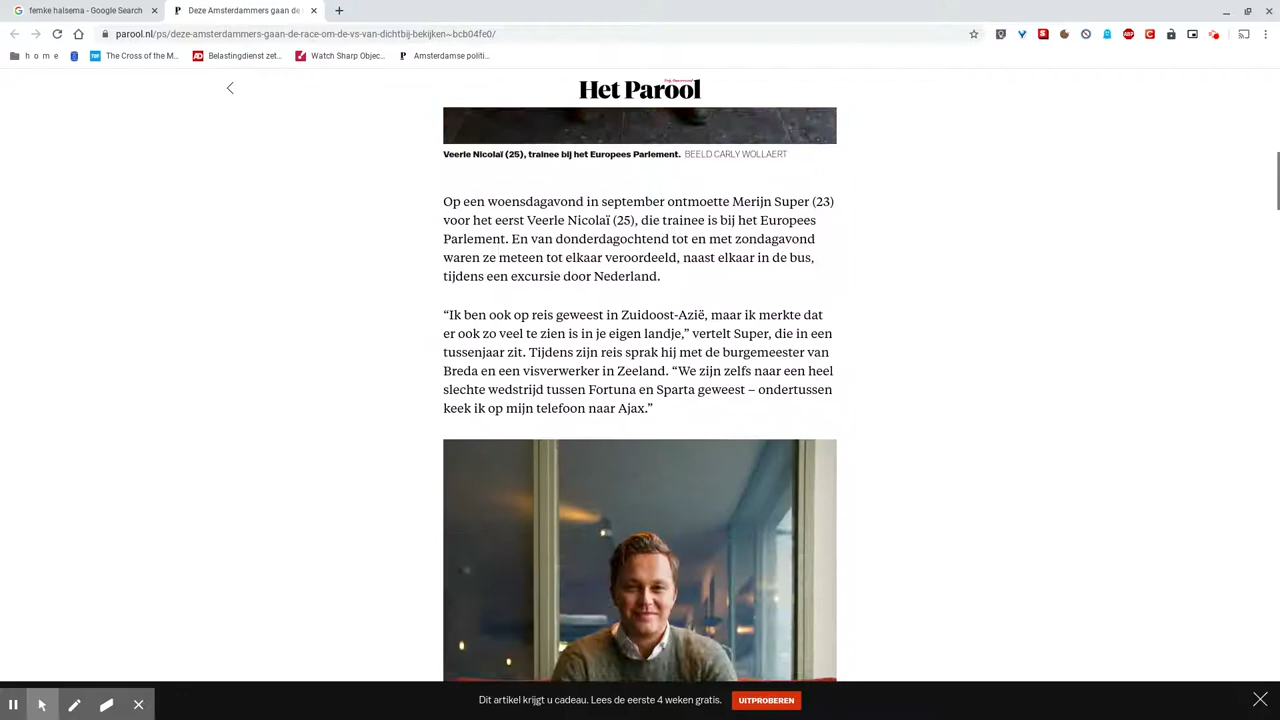 femke halsema - Google Search
Deze Amsterdammers gaan de
parool.nl/ps/deze-amsterdammers-gaan-de-race-om-de-vs-van-dichtbij-bekijken~bcb04fe0/
h o m e
The Cross of the M...
Belastingdienst zet...
Watch Sharp Objec...
Amsterdamse politi...
Het Parool
Veerle Nicolaï (25), trainee bij het Europees Parlement. BEELD CARLY WOLLAERT
Op een woensdagavond in september ontmoette Merijn Super (23)
voor het eerst Veerle Nicolaï (25), die trainee is bij het Europees
Parlement. En van donderdagochtend tot en met zondagavond
waren ze meteen tot elkaar veroordeeld, naast elkaar in de bus,
tijdens een excursie door Nederland.
“Ik ben ook op reis geweest in Zuidoost-Azië, maar ik merkte dat
er ook zo veel te zien is in je eigen landje,” vertelt Super, die in een
tussenjaar zit. Tijdens zijn reis sprak hij met de burgemeester van
Breda en een visverwerker in Zeeland. “We zijn zelfs naar een heel
slechte wedstrijd tussen Fortuna en Sparta geweest – ondertussen
keek ik op mijn telefoon naar Ajax.”
Dit artikel krijgt u cadeau. Lees de eerste 4 weken gratis. UITPROBEREN